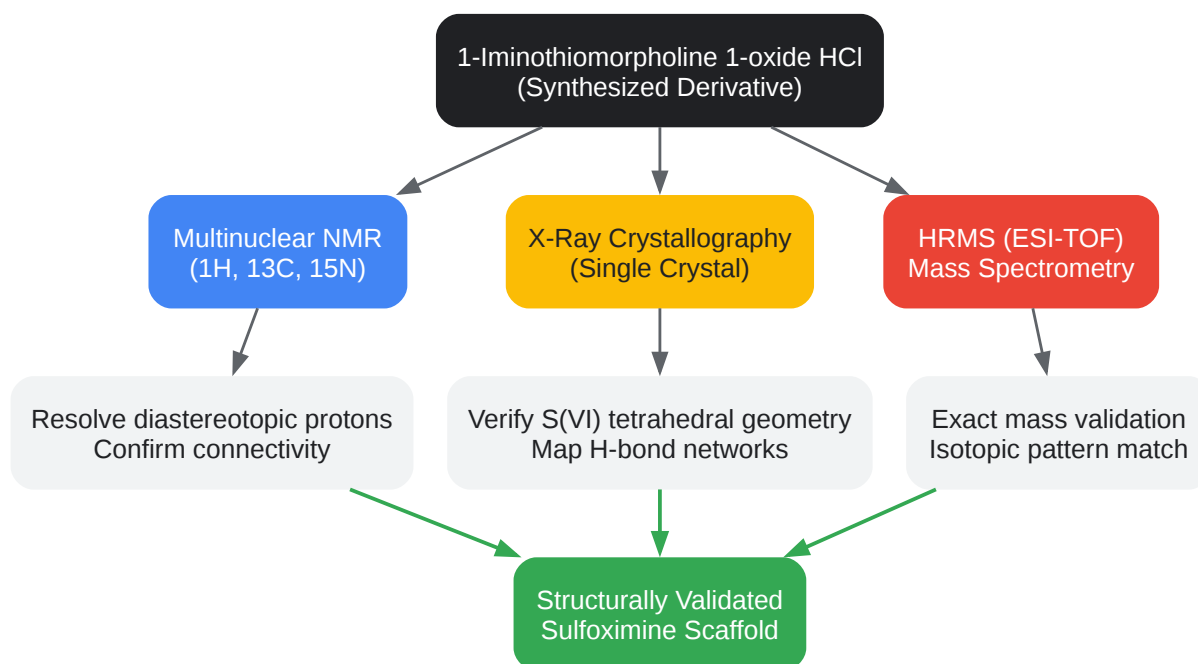 1-Iminothiomorpholine 1-oxide HCl
(Synthesized Derivative)
Multinuclear NMR
(1H, 13C, 15N)
X-Ray Crystallography
(Single Crystal)
HRMS (ESI-TOF)
Mass Spectrometry
Resolve diastereotopic protons
Confirm connectivity
Verify S(VI) tetrahedral geometry
Map H-bond networks
Exact mass validation
Isotopic pattern match
Structurally Validated
Sulfoximine Scaffold